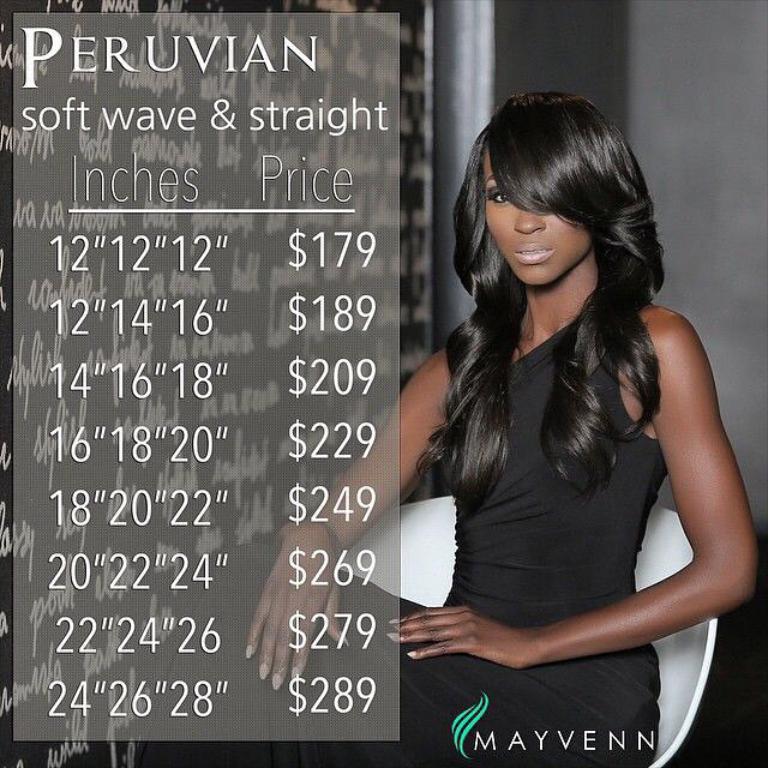 PERUVIAN
soft wave & straight
Inches Price
12"12"12" $179
12"14"16" $189
14"16"18" $209
16"18"20" $229
18"20"22" $249
20"22"24" $269
22"24"26 $279
24"26"28" $289
MAYVENN